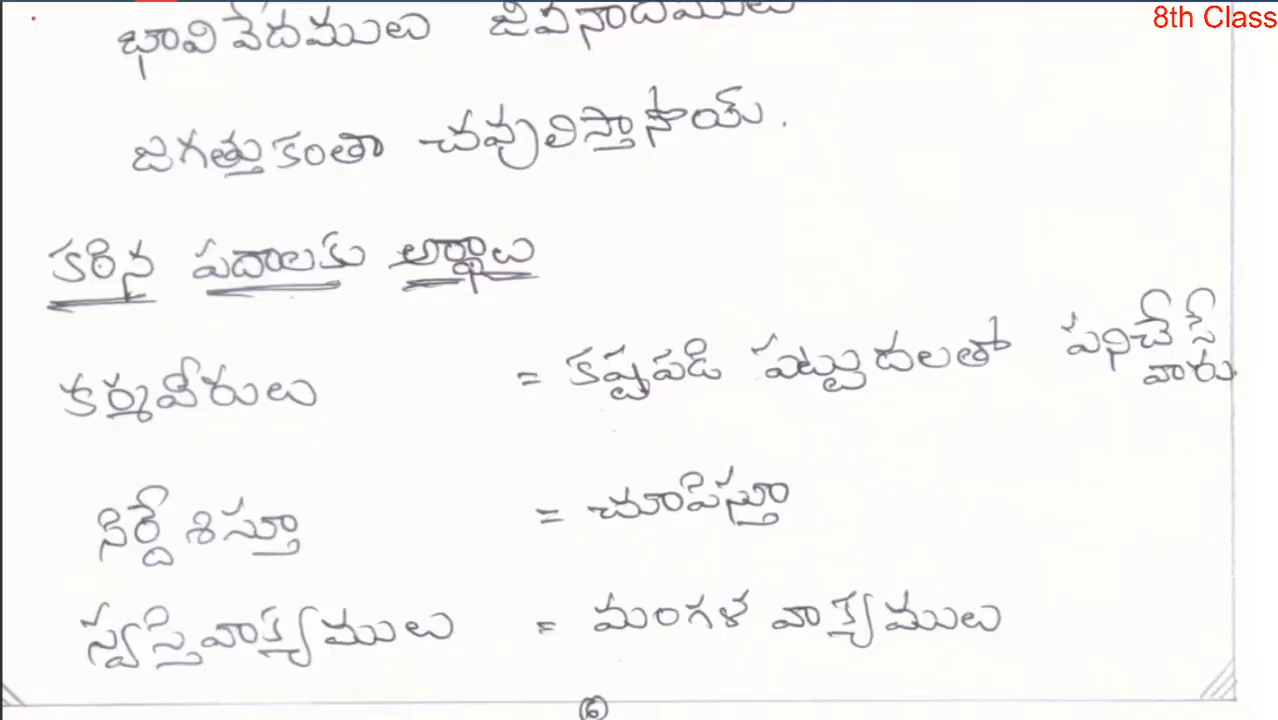 8th Class
భావివేదములు జీవనాదములు
జగత్తుకంతా చవులిస్తాసాయ్.
కఠిన పదాలకు అర్థాలు
కర్మవీరులు = కష్టపడి పట్టుదలతో పనిచేసే
వారు
నిర్దేశిస్తూ = చూపిస్తూ
స్వస్తివాక్యములు = మంగళ వాక్యములు
6